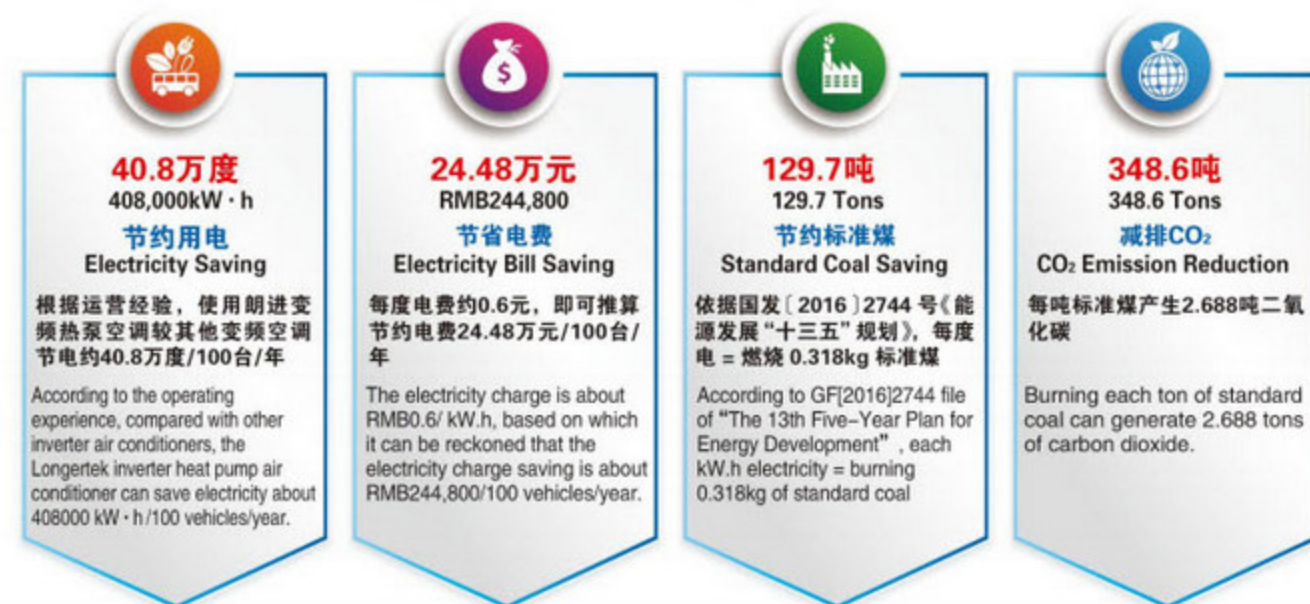 $
40.8万度
408,000kW · h
节约用电
Electricity Saving
根据运营经验，使用朗进变
频热泵空调较其他变频空调
节电约40.8万度/100台/年
According to the operating
experience, compared with other
inverter air conditioners, the
Longertek inverter heat pump air
conditioner can save electricity about
408000 kW · h/100 vehicles/year.
24.48万元
RMB244,800
节省电费
Electricity Bill Saving
每度电费约0.6元，即可推算
节约电费24.48万元/100台/
年
The electricity charge is about
RMB0.6/ kW.h, based on which
it can be reckoned that the
electricity charge saving is about
RMB244,800/100 vehicles/year.
129.7吨
129.7 Tons
节约标准煤
Standard Coal Saving
依据国发〔2016〕2744 号《能
源发展“十三五”规划》，每度
电 = 燃烧 0.318kg 标准煤
According to GF[2016]2744 file
of “The 13th Five-Year Plan for
Energy Development” , each
kW.h electricity = burning
0.318kg of standard coal
348.6吨
348.6 Tons
减排CO₂
CO₂ Emission Reduction
每吨标准煤产生2.688吨二氧
化碳
Burning each ton of standard
coal can generate 2.688 tons
of carbon dioxide.